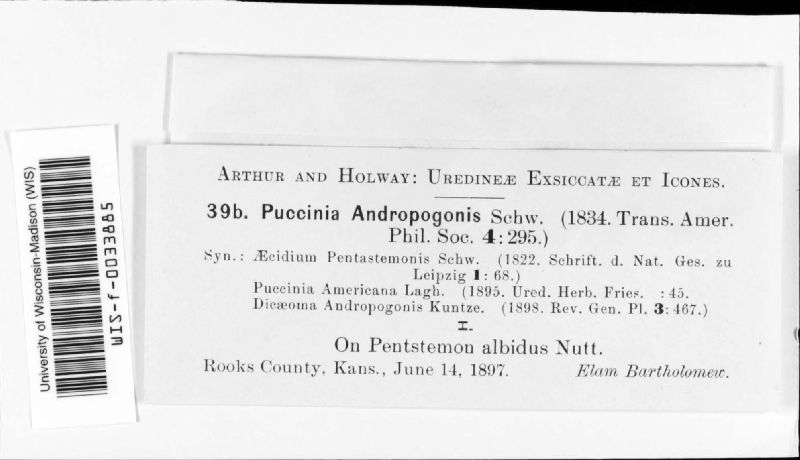 ARTHUR AND HOLWAY: UREDINEÆ EXSICCATÆ ET ICONES.
39b. Puccinia Andropogonis Schw. (1834. Trans. Amer.
Phil. Soc. 4:295.)
Syn.: Æcidium Pentastemonis Schw. (1822. Schrift. d. Nat. Ges. zu
Leipzig 1: 68.)
Puccinia Americana Lagh. (1895. Ured. Herb. Fries. :45.
Dicæoma Andropogonis Kuntze. (1898. Rev. Gen. Pl. 3:467.)
I.
On Pentstemon albidus Nutt.
Rooks County, Kans., June 14, 1897. Elam Bartholomew.
University of Wisconsin-Madison (WIS)
WIS-f-0033885